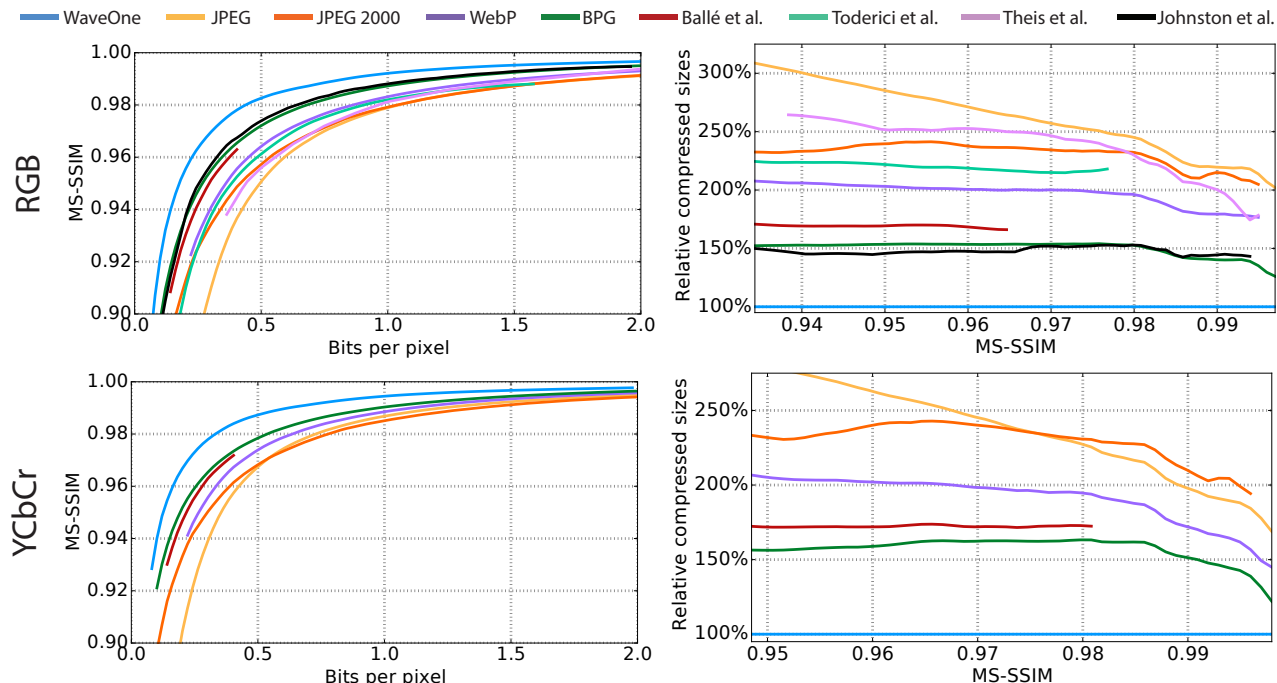 WaveOne JPEG JPEG 2000 WebP BPG Ballé et al. Toderici et al. Theis et al. Johnston et al.
RGB
MS-SSIM
1.00
0.98
0.96
0.94
0.92
0.90
0.0 0.5 1.0 1.5 2.0
Bits per pixel
Relative compressed sizes
300%
250%
200%
150%
100%
0.94 0.95 0.96 0.97 0.98 0.99
MS-SSIM
YCbCr
MS-SSIM
1.00
0.98
0.96
0.94
0.92
0.90
0.0 0.5 1.0 1.5 2.0
Bits per pixel
Relative compressed sizes
250%
200%
150%
100%
0.95 0.96 0.97 0.98 0.99
MS-SSIM